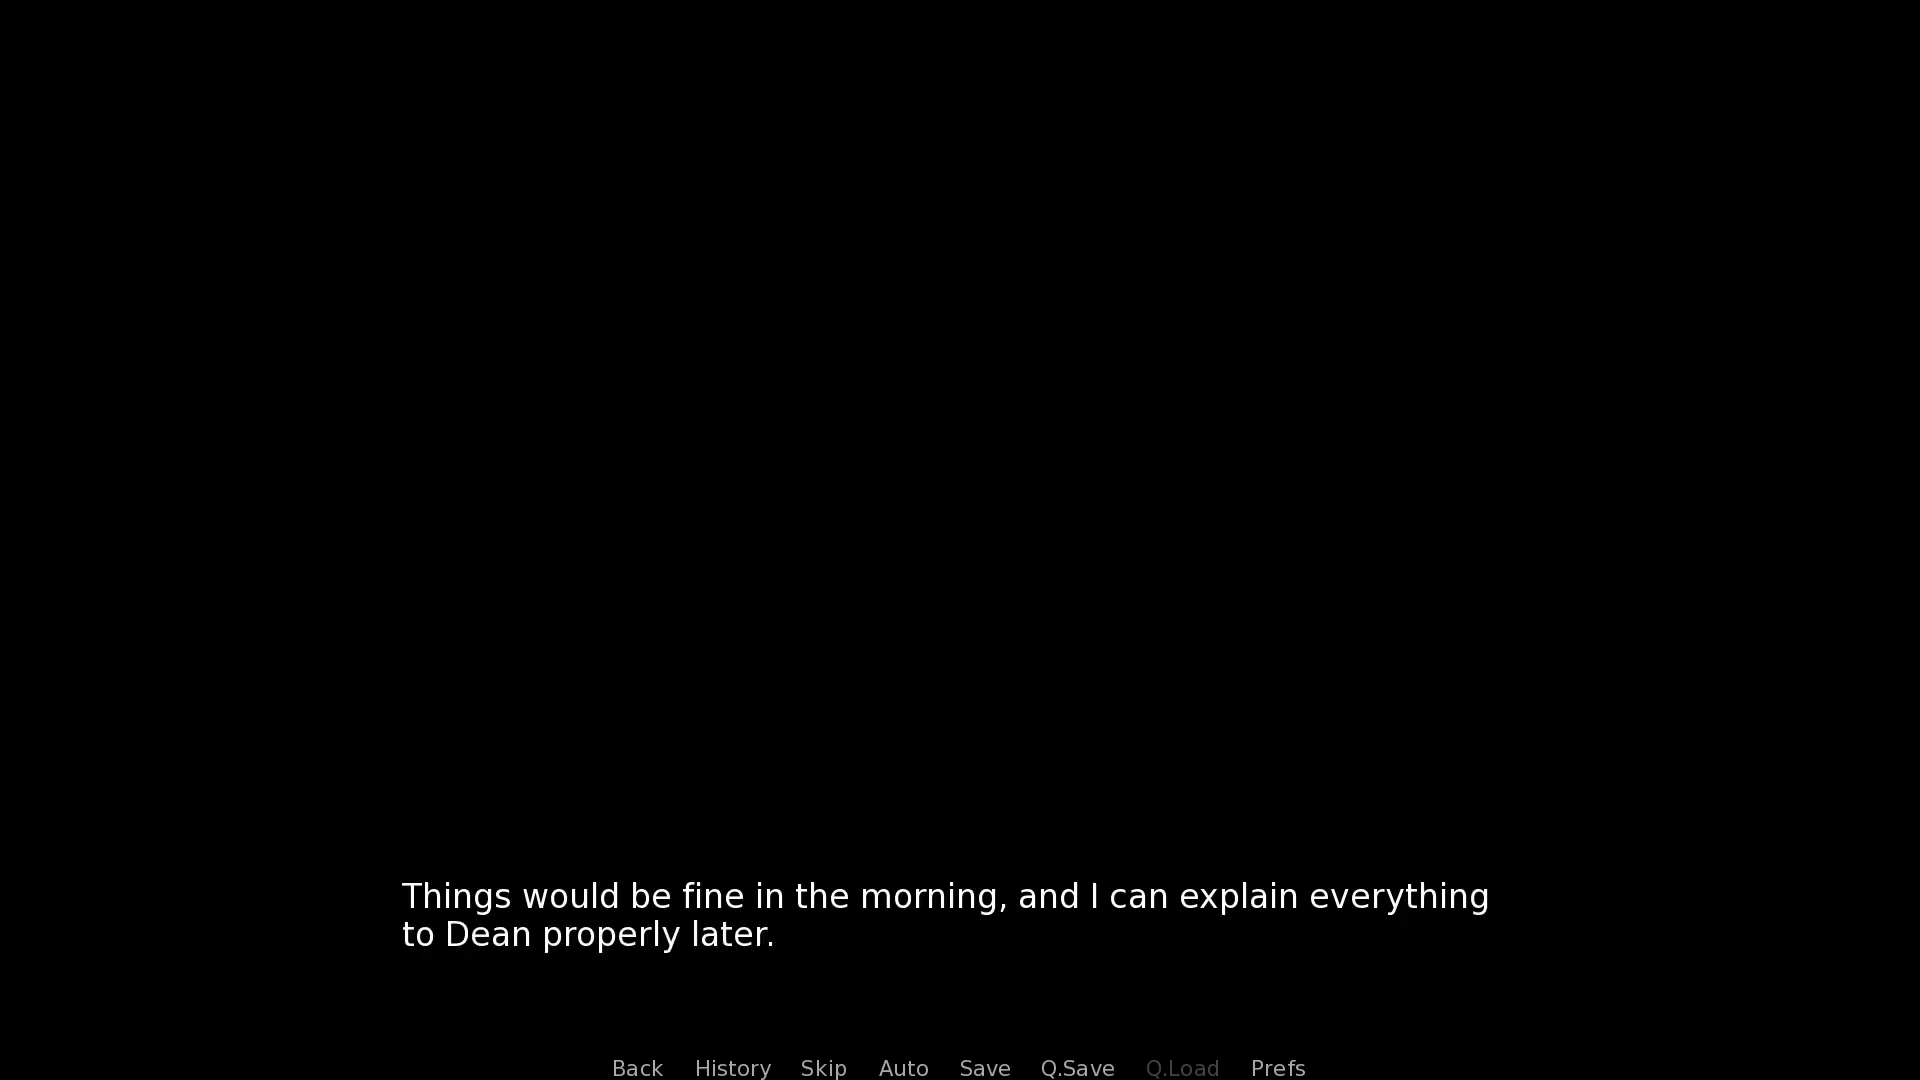 Things would be fine in the morning, and I can explain everything
to Dean properly later.
Back History Skip Auto Save Q.Save Q.Load Prefs